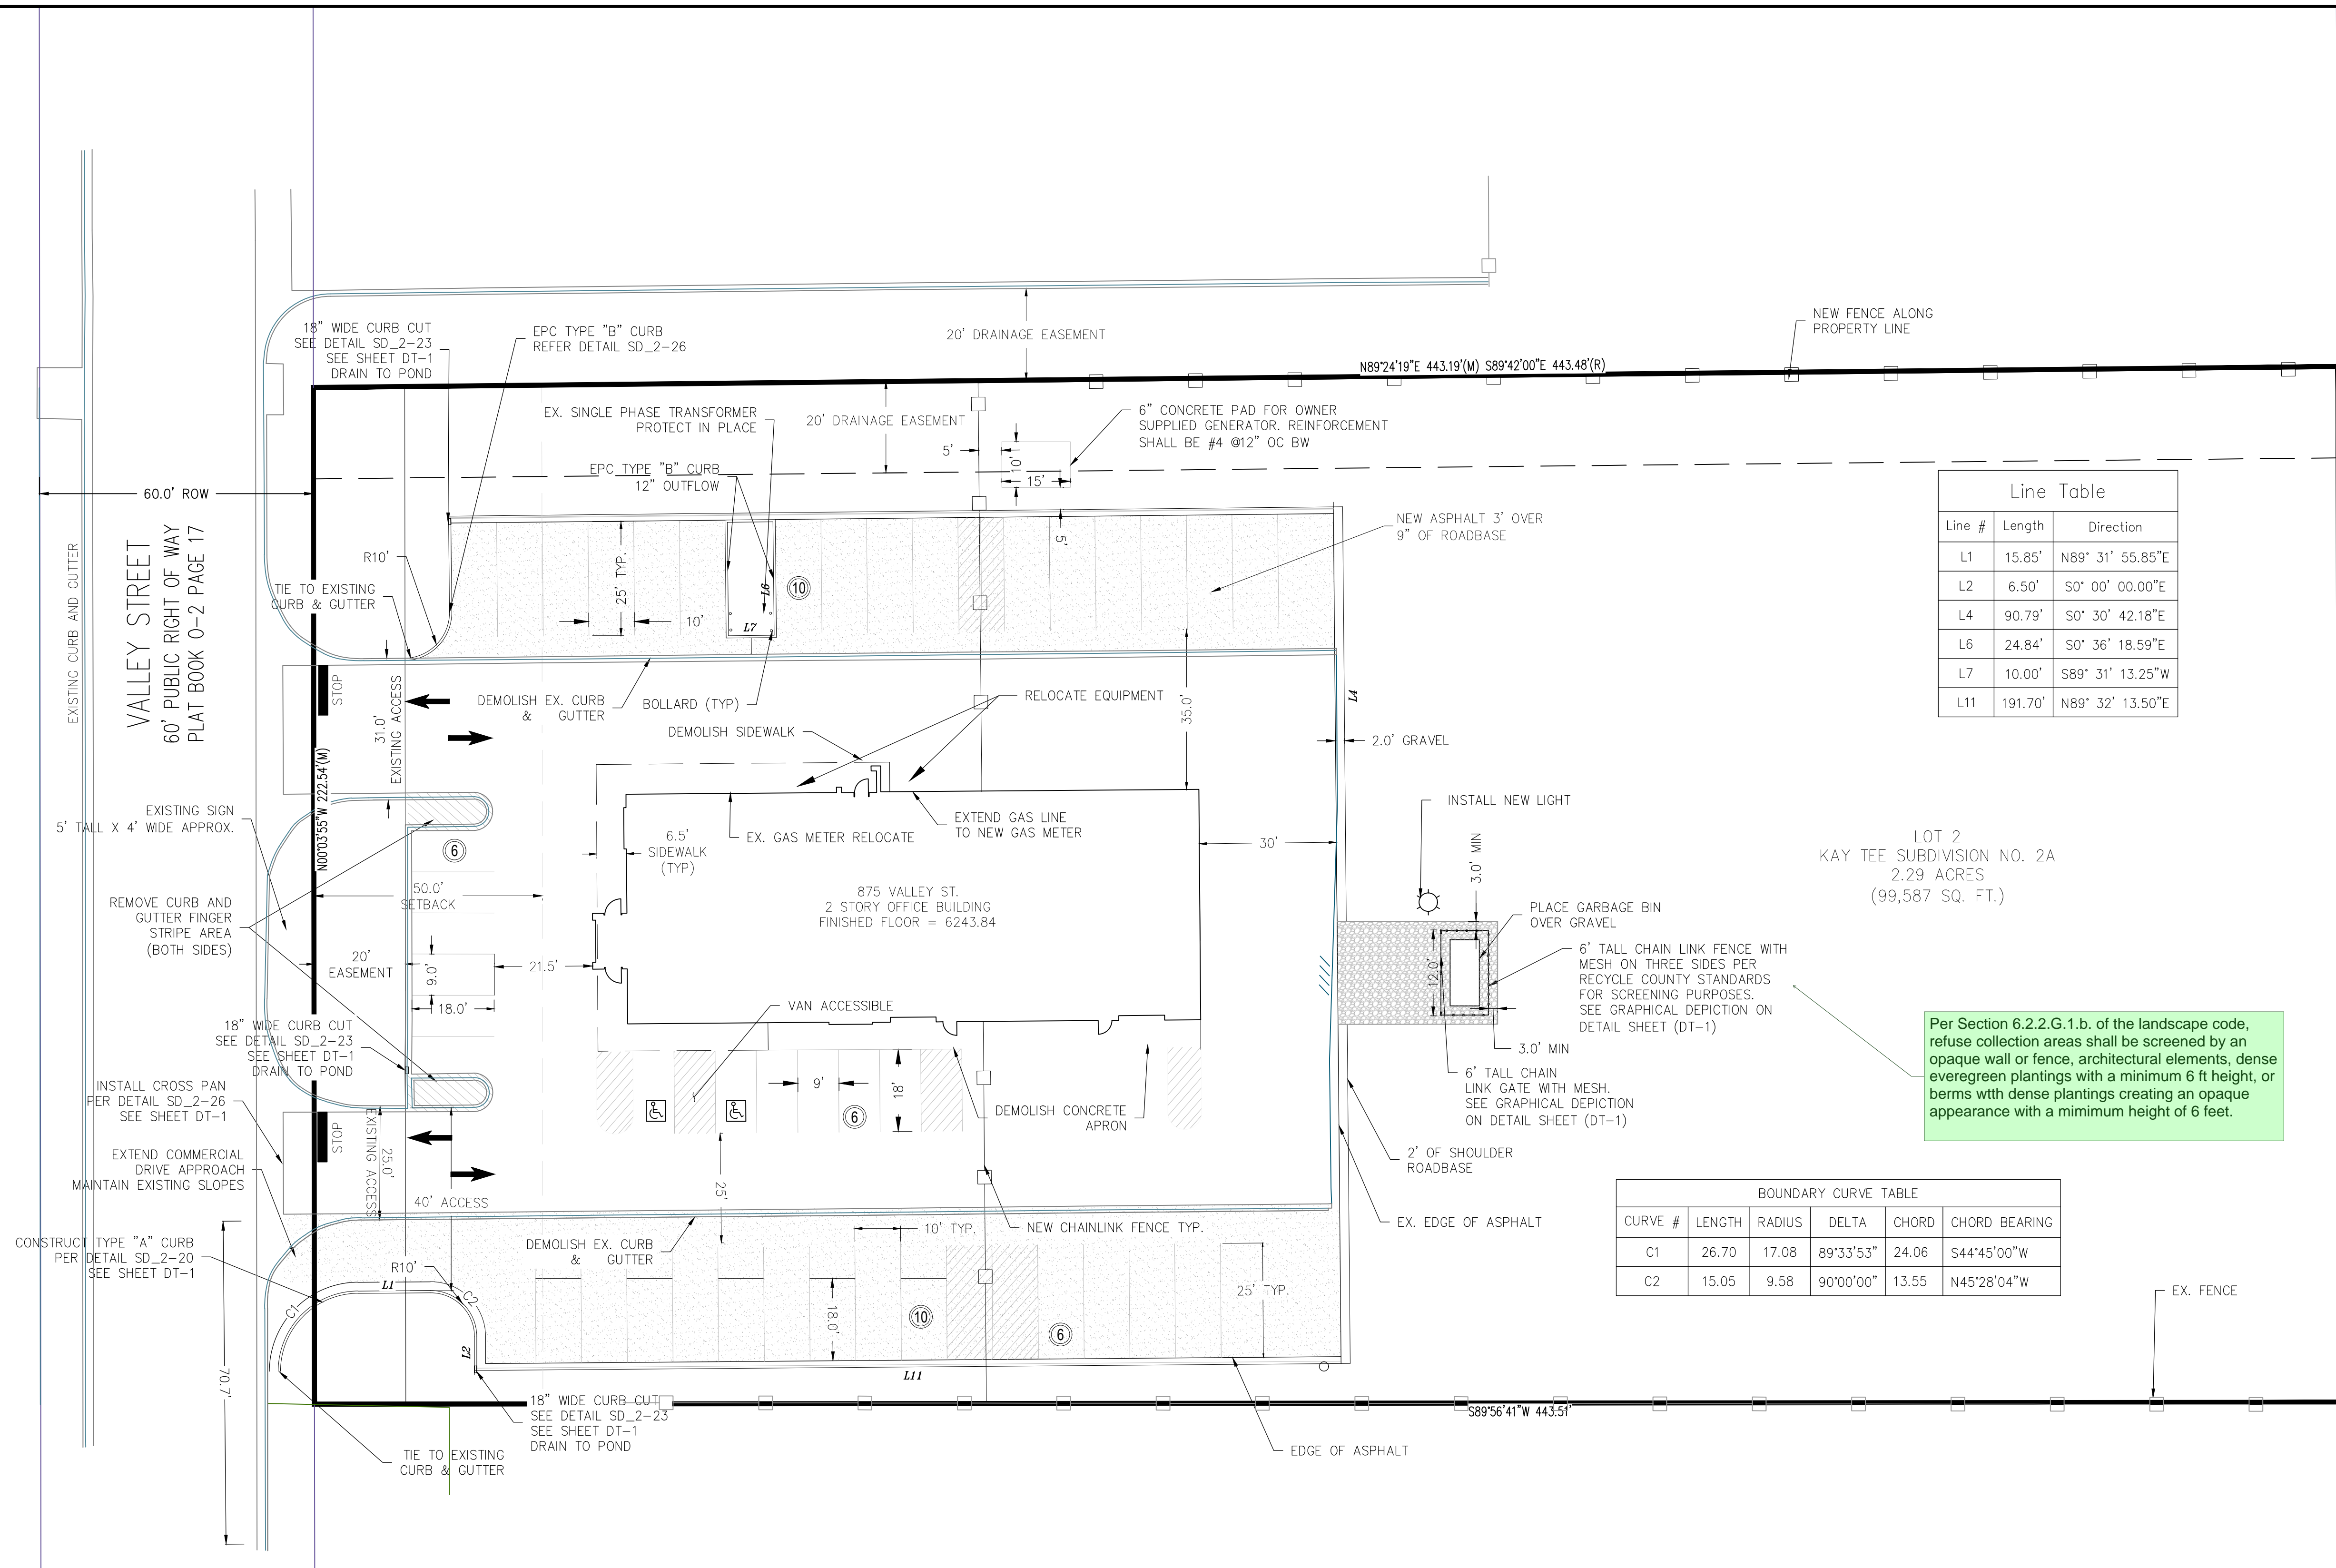 18" WIDE CURB CUT
SEE DETAIL SD_2-23
SEE SHEET DT-1
DRAIN TO POND
EPC TYPE "B" CURB
REFER DETAIL SD_2-26
20' DRAINAGE EASEMENT
NEW FENCE ALONG
PROPERTY LINE
N89°24'19"E 443.19'(M) S89°42'00"E 443.48'(R)
EX. SINGLE PHASE TRANSFORMER
PROTECT IN PLACE
20' DRAINAGE EASEMENT
6" CONCRETE PAD FOR OWNER
SUPPLIED GENERATOR. REINFORCEMENT
SHALL BE #4 @12" OC BW
5'
10'
15'
EPC TYPE "B" CURB
12" OUTFLOW
60.0' ROW
VALLEY STREET
60' PUBLIC RIGHT OF WAY
PLAT BOOK O-2 PAGE 17
EXISTING CURB AND GUTTER
Line Table
Line # Length Direction
L1 15.85' N89° 31' 55.85"E
L2 6.50' S0° 00' 00.00"E
L4 90.79' S0° 30' 42.18"E
L6 24.84' S0° 36' 18.59"E
L7 10.00' S89° 31' 13.25"W
L11 191.70' N89° 32' 13.50"E
NEW ASPHALT 3' OVER
9" OF ROADBASE
R10'
25' TYP.
L6
10
5'
TIE TO EXISTING
CURB & GUTTER
10'
L7
STOP
31.0'
EXISTING ACCESS
DEMOLISH EX. CURB
& GUTTER
BOLLARD (TYP)
RELOCATE EQUIPMENT
35.0'
L4
DEMOLISH SIDEWALK
2.0' GRAVEL
N00°03'55"W 222.54'(M)
EXISTING SIGN
5' TALL X 4' WIDE APPROX.
INSTALL NEW LIGHT
EXTEND GAS LINE
TO NEW GAS METER
EX. GAS METER RELOCATE
6.5'
SIDEWALK
(TYP)
6
30'
3.0' MIN
LOT 2
KAY TEE SUBDIVISION NO. 2A
2.29 ACRES
(99,587 SQ. FT.)
50.0'
SETBACK
875 VALLEY ST.
2 STORY OFFICE BUILDING
FINISHED FLOOR = 6243.84
REMOVE CURB AND
GUTTER FINGER
STRIPE AREA
(BOTH SIDES)
PLACE GARBAGE BIN
OVER GRAVEL
20'
EASEMENT
9.0'
21.5'
12.0'
6' TALL CHAIN LINK FENCE WITH
MESH ON THREE SIDES PER
RECYCLE COUNTY STANDARDS
FOR SCREENING PURPOSES.
SEE GRAPHICAL DEPICTION ON
DETAIL SHEET (DT-1)
18.0'
VAN ACCESSIBLE
Per Section 6.2.2.G.1.b. of the landscape code,
refuse collection areas shall be screened by an
opaque wall or fence, architectural elements, dense
everegreen plantings with a minimum 6 ft height, or
berms wtth dense plantings creating an opaque
appearance with a mimimum height of 6 feet.
18" WIDE CURB CUT
SEE DETAIL SD_2-23
SEE SHEET DT-1
DRAIN TO POND
3.0' MIN
6' TALL CHAIN
LINK GATE WITH MESH.
SEE GRAPHICAL DEPICTION
ON DETAIL SHEET (DT-1)
INSTALL CROSS PAN
PER DETAIL SD_2-26
SEE SHEET DT-1
9'
18'
6
DEMOLISH CONCRETE
APRON
STOP
EXISTING ACCESS
25.0'
EXTEND COMMERCIAL
DRIVE APPROACH
MAINTAIN EXISTING SLOPES
2' OF SHOULDER
ROADBASE
40' ACCESS
25'
BOUNDARY CURVE TABLE
CURVE # LENGTH RADIUS DELTA CHORD CHORD BEARING
C1 26.70 17.08 89°33'53" 24.06 S44°45'00"W
C2 15.05 9.58 90°00'00" 13.55 N45°28'04"W
EX. EDGE OF ASPHALT
10' TYP.
NEW CHAINLINK FENCE TYP.
CONSTRUCT TYPE "A" CURB
PER DETAIL SD_2-20
SEE SHEET DT-1
DEMOLISH EX. CURB
& GUTTER
R10'
L1
C1
C2
25' TYP.
EX. FENCE
18.0'
10
6
L2
70.7'
L11
18" WIDE CURB CUT
SEE DETAIL SD_2-23
SEE SHEET DT-1
DRAIN TO POND
S89°56'41"W 443.51'
TIE TO EXISTING
CURB & GUTTER
EDGE OF ASPHALT